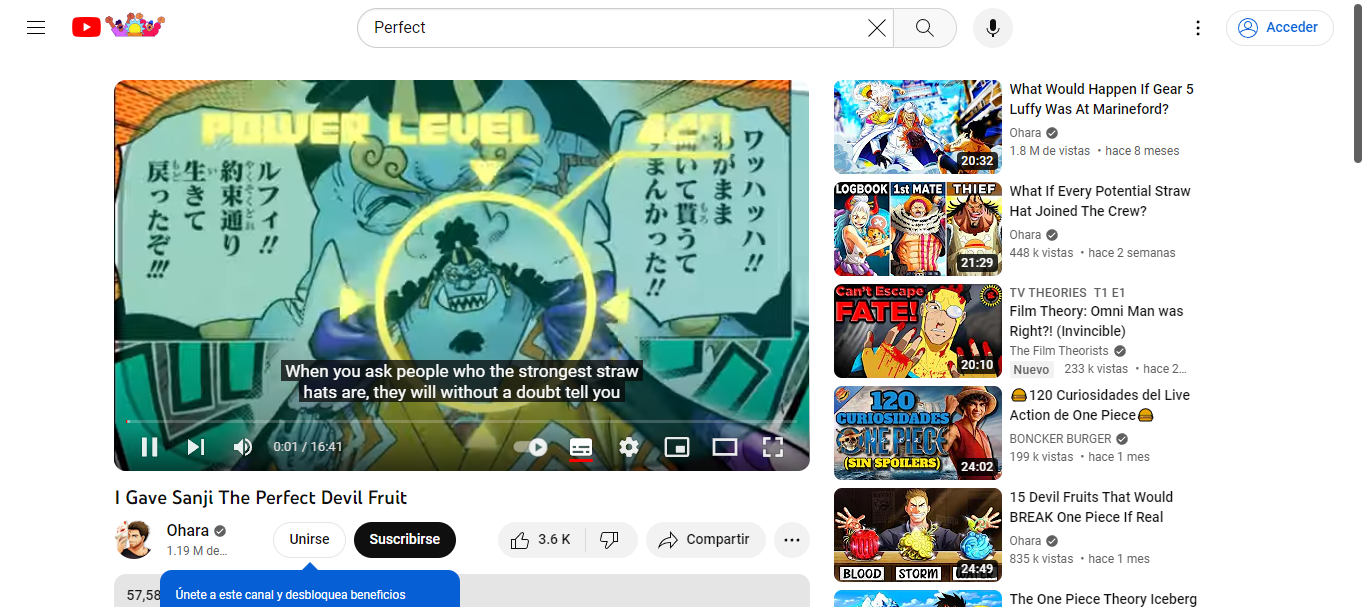 Perfect
Acceder
POWER LEVEL
ワッハッハ!!
わがまま
聞いて貰うて
すまんかった!!
ルフィ!!
約束通り
生きて
戻ったぞ!!!
When you ask people who the strongest straw
hats are, they will without a doubt tell you
0:01 / 16:41
I Gave Sanji The Perfect Devil Fruit
Ohara
1.19 M de...
Unirse
Suscribirse
3.6 K
Compartir
57,58
Únete a este canal y desbloquea beneficios
What Would Happen If Gear 5
Luffy Was At Marineford?
Ohara
1.8 M de vistas • hace 8 meses
20:32
LOGBOOK 1st MATE THIEF
21:29
What If Every Potential Straw
Hat Joined The Crew?
Ohara
448 k vistas • hace 2 semanas
Can't Escape
FATE!
20:10
TV THEORIES T1 E1
Film Theory: Omni Man was
Right?! (Invincible)
The Film Theorists
Nuevo 233 k vistas • hace 2...
120
CURIOSIDADES
ONE PIECE
(SIN SPOILERS)
24:02
🍔120 Curiosidades del Live
Action de One Piece🍔
BONCKER BURGER
199 k vistas • hace 1 mes
BLOOD STORM WATER
24:49
15 Devil Fruits That Would
BREAK One Piece If Real
Ohara
835 k vistas • hace 1 mes
The One Piece Theory Iceberg